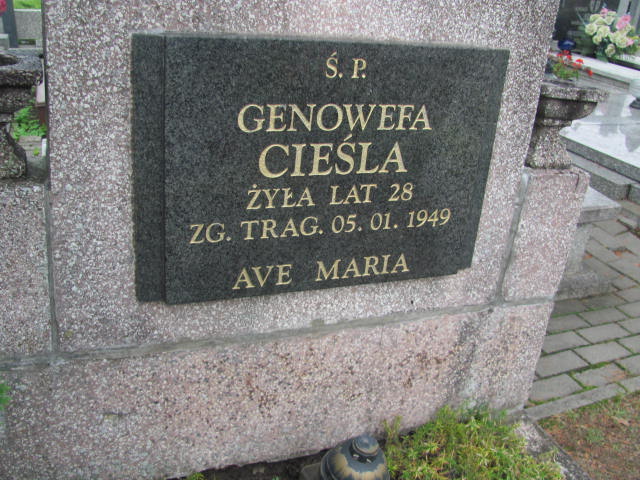 Ś. P.
GENOWEFA
CIEŚLA
ŻYŁA LAT 28
ZG. TRAG. 05. 01. 1949
AVE MARIA